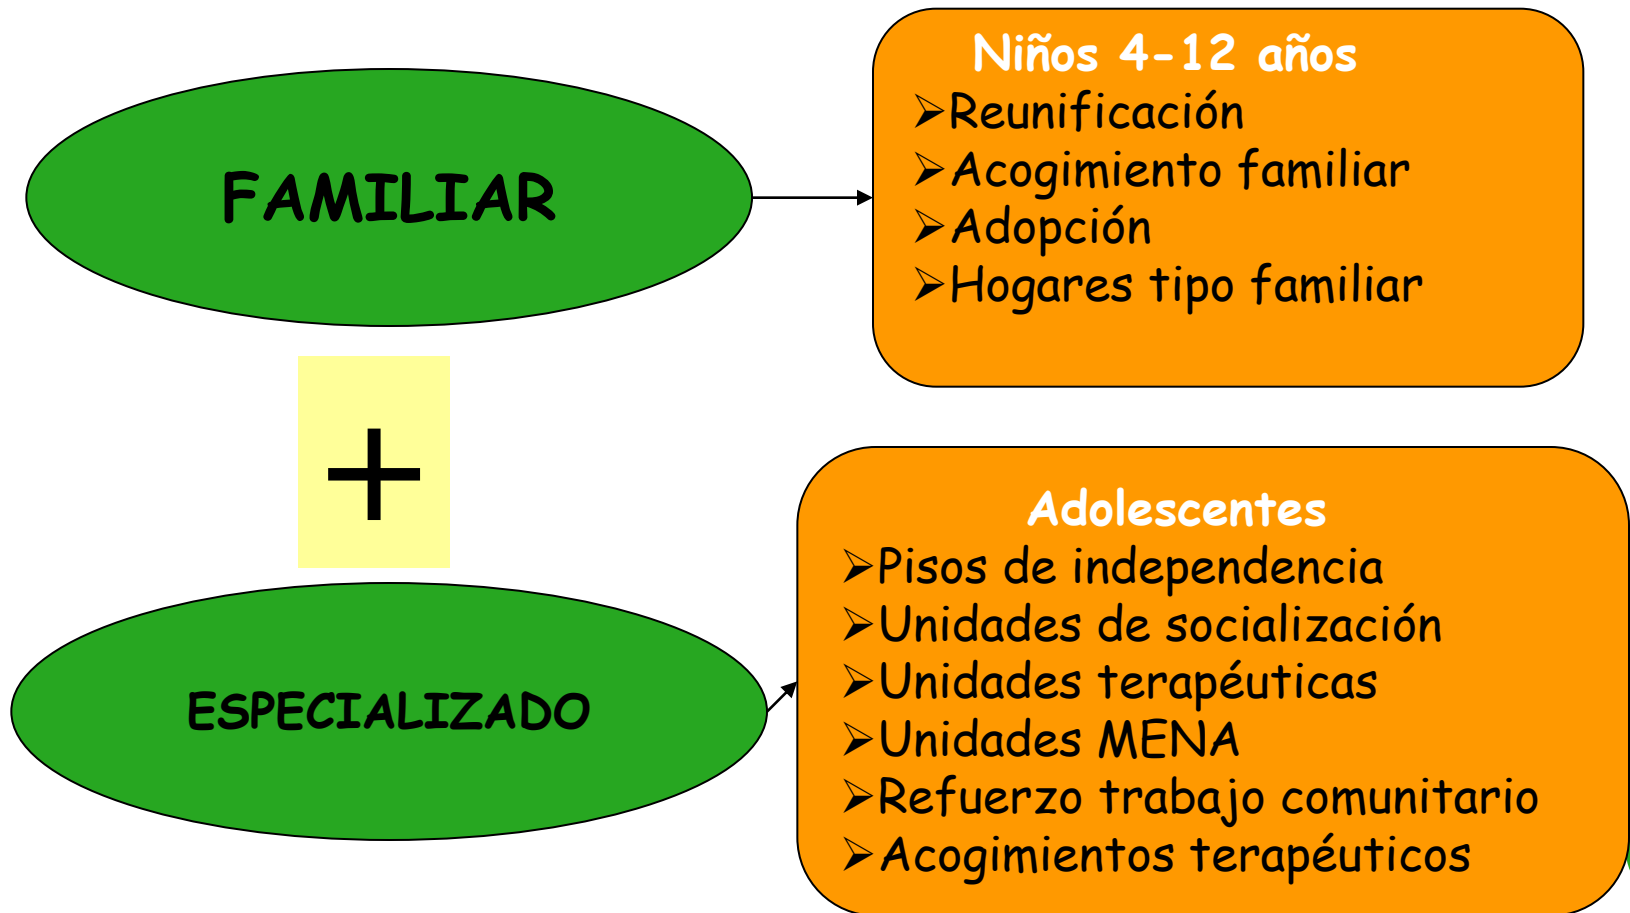 FAMILIAR
Niños 4-12 años
➢Reunificación
➢Acogimiento familiar
➢Adopción
➢Hogares tipo familiar
+
ESPECIALIZADO
Adolescentes
➢Pisos de independencia
➢Unidades de socialización
➢Unidades terapéuticas
➢Unidades MENA
➢Refuerzo trabajo comunitario
➢Acogimientos terapéuticos